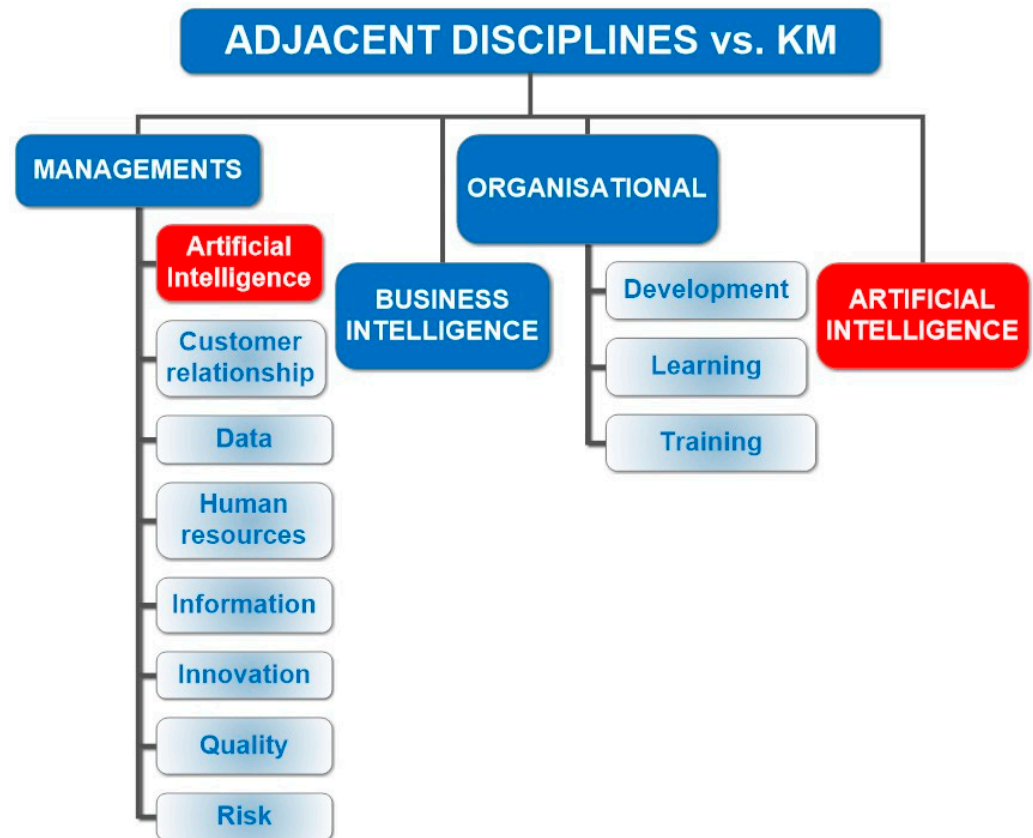 ADJACENT DISCIPLINES vs. KM
MANAGEMENTS
Artificial
Intelligence
Customer
relationship
Data
Human
resources
Information
Innovation
Quality
Risk
BUSINESS
INTELLIGENCE
ORGANISATIONAL
Development
Learning
Training
ARTIFICIAL
INTELLIGENCE